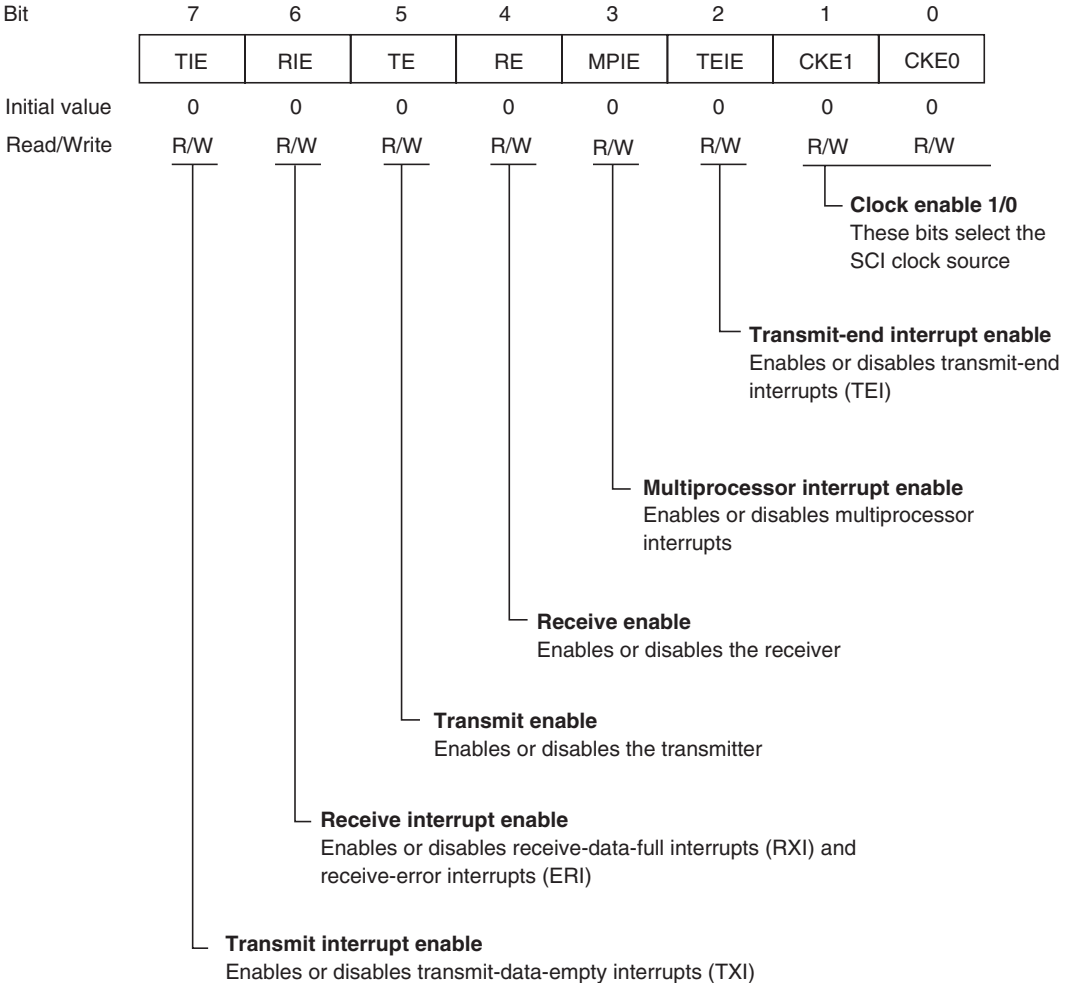 Bit 7 6 5 4 3 2 1 0
TIE RIE TE RE MPIE TEIE CKE1 CKE0
Initial value 0 0 0 0 0 0 0 0
Read/Write R/W R/W R/W R/W R/W R/W R/W R/W
Clock enable 1/0
These bits select the
SCI clock source
Transmit-end interrupt enable
Enables or disables transmit-end
interrupts (TEI)
Multiprocessor interrupt enable
Enables or disables multiprocessor
interrupts
Receive enable
Enables or disables the receiver
Transmit enable
Enables or disables the transmitter
Receive interrupt enable
Enables or disables receive-data-full interrupts (RXI) and
receive-error interrupts (ERI)
Transmit interrupt enable
Enables or disables transmit-data-empty interrupts (TXI)